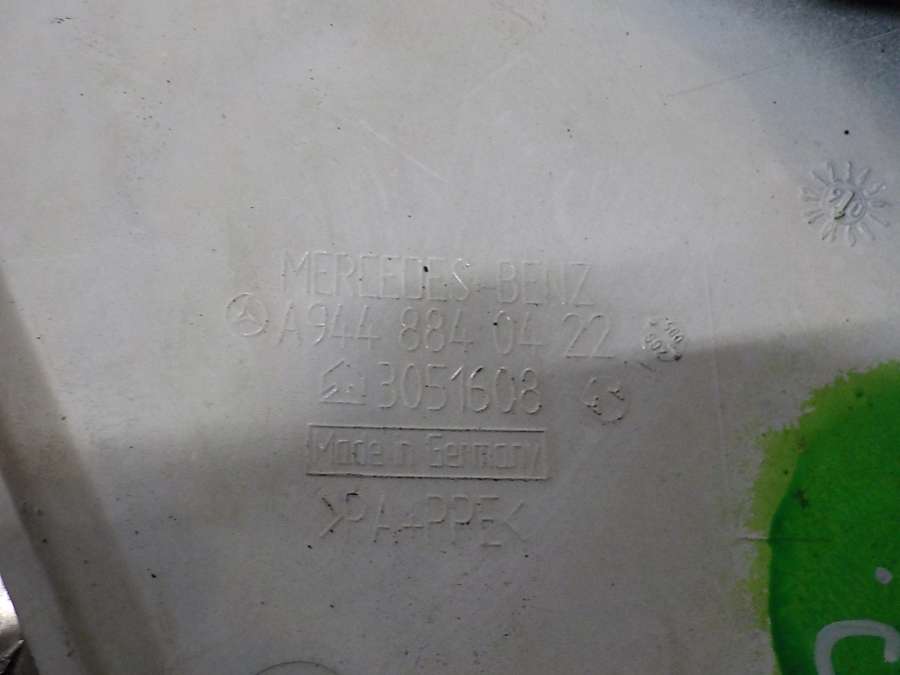 MERCEDES-BENZ
A944 884 04 22
3051608
Made in Germany
>PA+PPE<